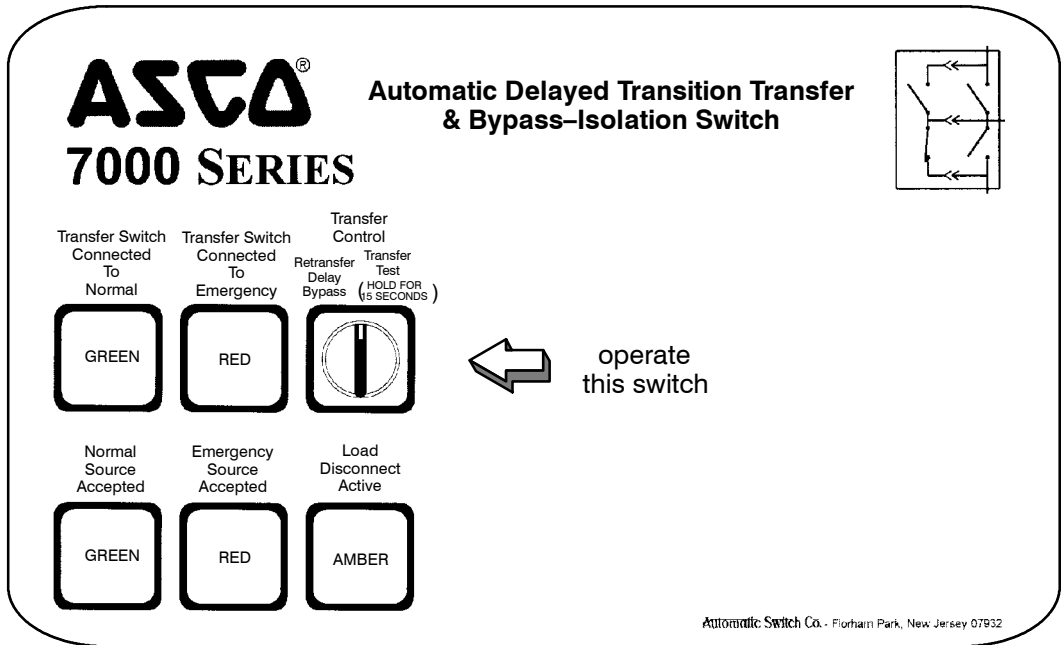 ASCO®
7000 SERIES
Automatic Delayed Transition Transfer
& Bypass–Isolation Switch
Transfer Switch
Connected
To
Normal
GREEN
Transfer Switch
Connected
To
Emergency
RED
Transfer
Control
Retransfer
Delay
Bypass
Transfer
Test
(HOLD FOR
15 SECONDS)
operate
this switch
Normal
Source
Accepted
GREEN
Emergency
Source
Accepted
RED
Load
Disconnect
Active
AMBER
Automatic Switch Co. - Florham Park, New Jersey 07932